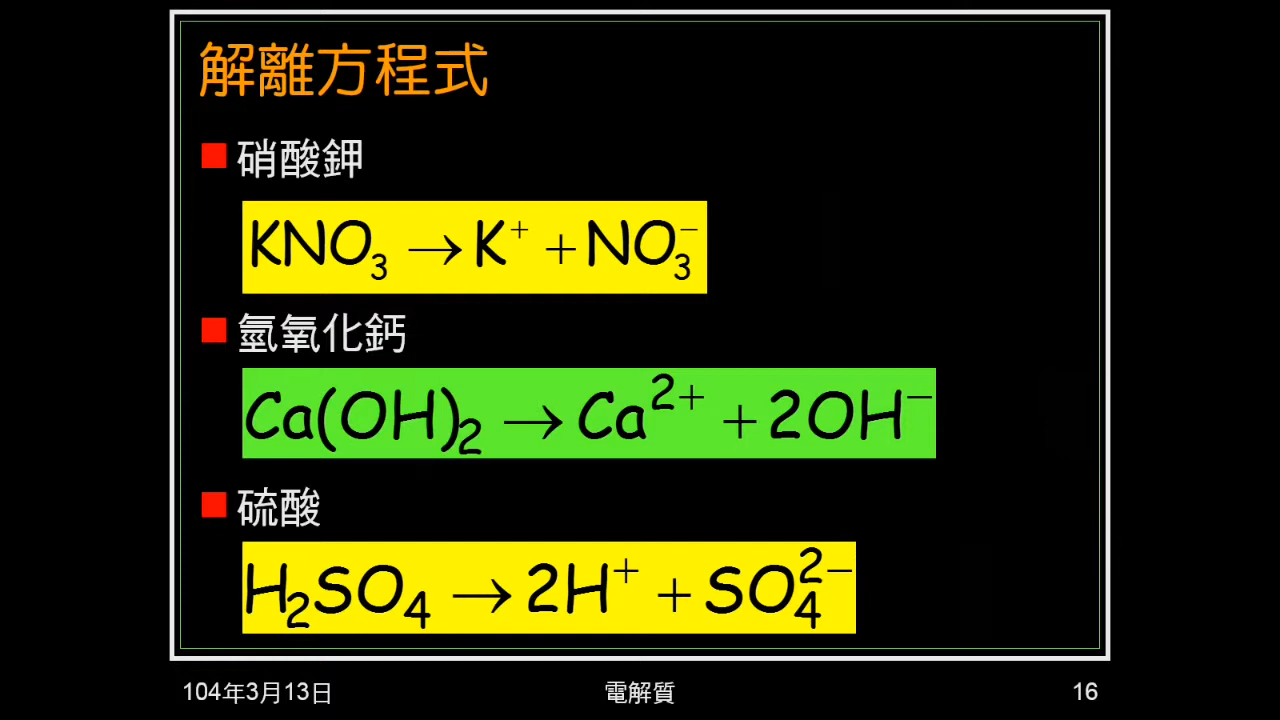 解離方程式
硝酸鉀
KNO₃ → K⁺ + NO₃⁻
氫氧化鈣
Ca(OH)₂ → Ca²⁺ + 2OH⁻
硫酸
H₂SO₄ → 2H⁺ + SO₄²⁻
104年3月13日 電解質 16